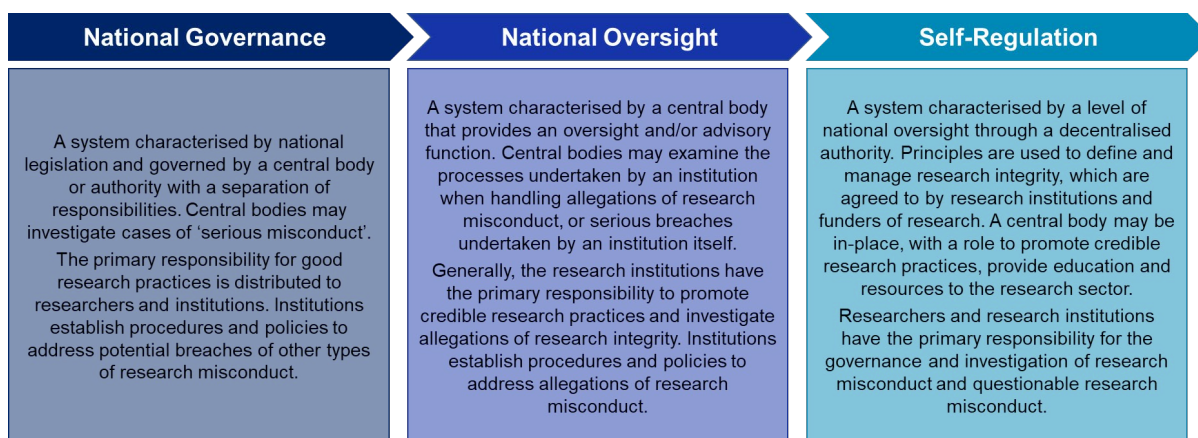 National Governance
A system characterised by national
legislation and governed by a central body
or authority with a separation of
responsibilities. Central bodies may
investigate cases of ‘serious misconduct’.
The primary responsibility for good
research practices is distributed to
researchers and institutions. Institutions
establish procedures and policies to
address potential breaches of other types
of research misconduct.
National Oversight
A system characterised by a central body
that provides an oversight and/or advisory
function. Central bodies may examine the
processes undertaken by an institution
when handling allegations of research
misconduct, or serious breaches
undertaken by an institution itself.
Generally, the research institutions have
the primary responsibility to promote
credible research practices and investigate
allegations of research integrity. Institutions
establish procedures and policies to
address allegations of research
misconduct.
Self-Regulation
A system characterised by a level of
national oversight through a decentralised
authority. Principles are used to define and
manage research integrity, which are
agreed to by research institutions and
funders of research. A central body may be
in-place, with a role to promote credible
research practices, provide education and
resources to the research sector.
Researchers and research institutions
have the primary responsibility for the
governance and investigation of research
misconduct and questionable research
misconduct.